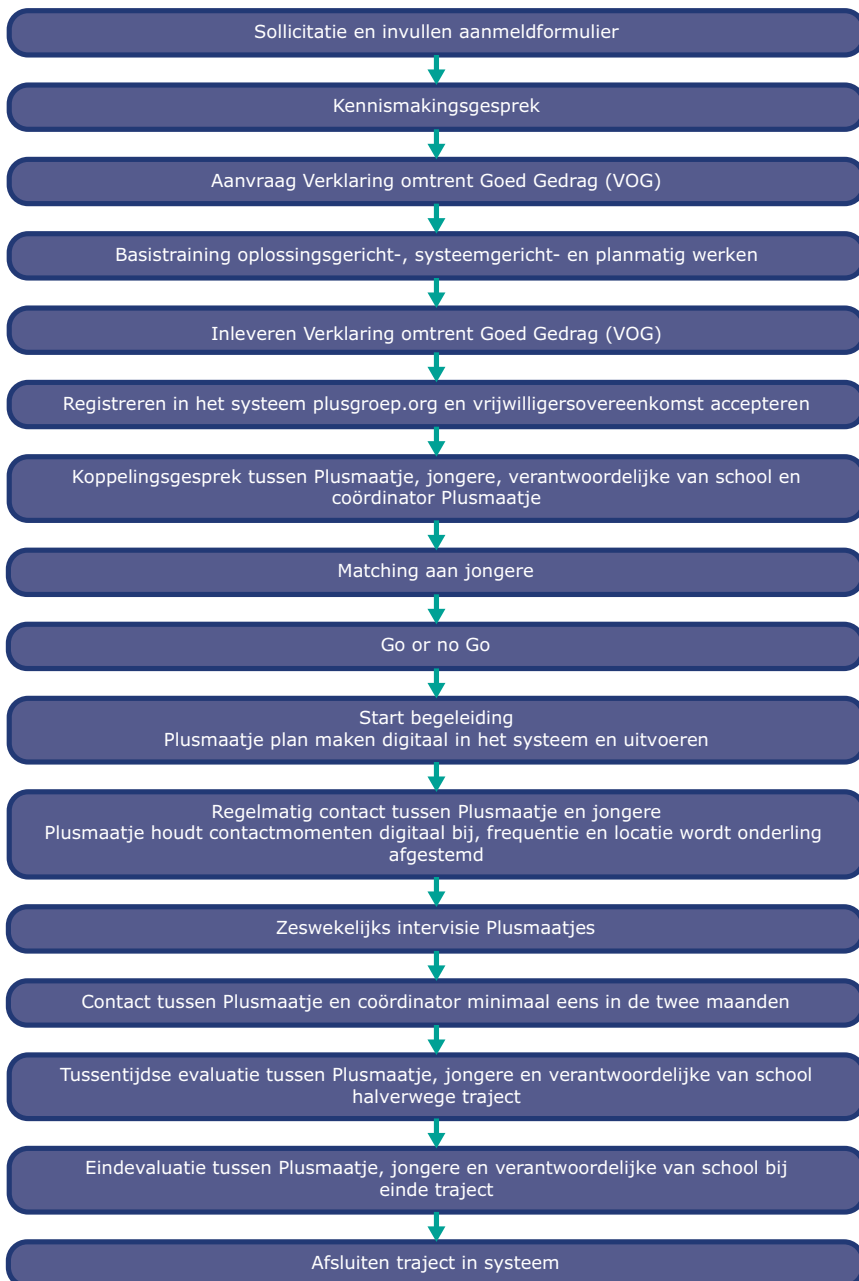 Sollicitatie en invullen aanmeldformulier
Kennismakingsgesprek
Aanvraag Verklaring omtrent Goed Gedrag (VOG)
Basistraining oplossingsgericht-, systeemgericht- en planmatig werken
Inleveren Verklaring omtrent Goed Gedrag (VOG)
Registreren in het systeem plusgroep.org en vrijwilligersovereenkomst accepteren
Koppelingsgesprek tussen Plusmaatje, jongere, verantwoordelijke van school en
coördinator Plusmaatje
Matching aan jongere
Go or no Go
Start begeleiding
Plusmaatje plan maken digitaal in het systeem en uitvoeren
Regelmatig contact tussen Plusmaatje en jongere
Plusmaatje houdt contactmomenten digitaal bij, frequentie en locatie wordt onderling
afgestemd
Zeswekelijks intervisie Plusmaatjes
Contact tussen Plusmaatje en coördinator minimaal eens in de twee maanden
Tussentijdse evaluatie tussen Plusmaatje, jongere en verantwoordelijke van school
halverwege traject
Eindevaluatie tussen Plusmaatje, jongere en verantwoordelijke van school bij
einde traject
Afsluiten traject in systeem